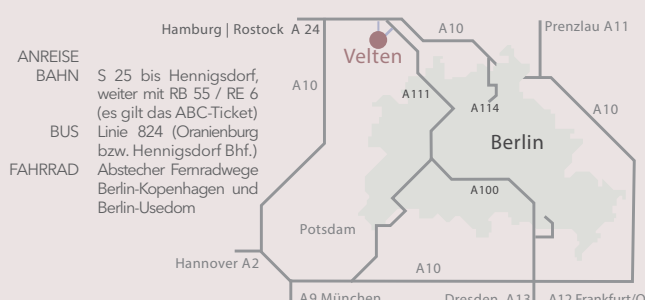 Hamburg | Rostock A 24
A10
Prenzlau A11
Velten
ANREISE
BAHN S 25 bis Hennigsdorf,
weiter mit RB 55 / RE 6
(es gilt das ABC-Ticket)
BUS Linie 824 (Oranienburg
bzw. Hennigsdorf Bhf.)
FAHRRAD Abstecher Fernradwege
Berlin-Kopenhagen und
Berlin-Usedom
A10
A111
A114
A10
Berlin
A100
Potsdam
Hannover A2
A10
A9 München
Dresden A13
A12 Frankfurt/O